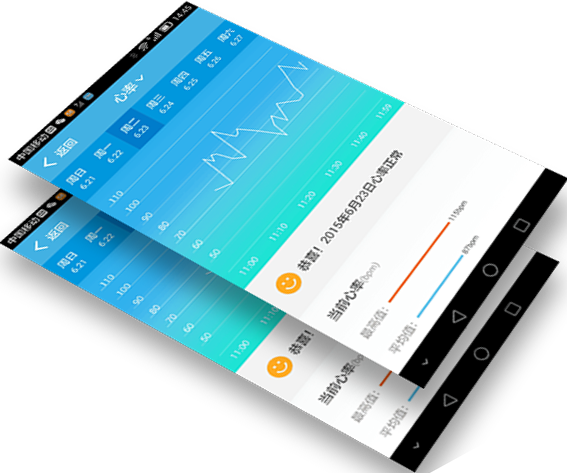 中国移动 14:45
返回 心率
周日 周一 周二 周三 周四 周五 周六
6.21 6.22 6.23 6.24 6.25 6.26 6.27
110
100
90
80
70
60
50
11:00 11:10 11:20 11:30 11:40 11:59
恭喜！2015年6月23日心率正常
当前心率(bpm)
最高值: 115bpm
平均值: 87bpm
中国移动
返回
周日 周一
6.21 6.22
110
100
90
80
70
60
50
11:00 11:10
恭喜！
当前心率(bp
最高值:
平均值: